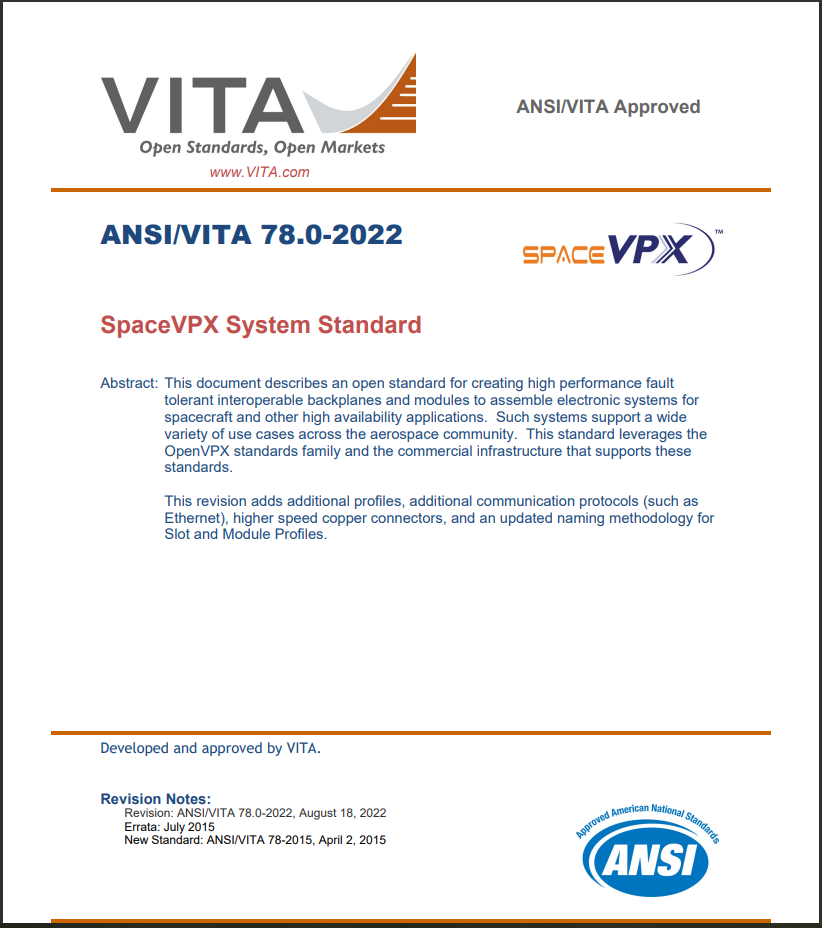 VITA
Open Standards, Open Markets
www.VITA.com
ANSI/VITA Approved
ANSI/VITA 78.0-2022
SPACE VPX ™
SpaceVPX System Standard
Abstract: This document describes an open standard for creating high performance fault
tolerant interoperable backplanes and modules to assemble electronic systems for
spacecraft and other high availability applications.  Such systems support a wide
variety of use cases across the aerospace community.  This standard leverages the
OpenVPX standards family and the commercial infrastructure that supports these
standards.
This revision adds additional profiles, additional communication protocols (such as
Ethernet), higher speed copper connectors, and an updated naming methodology for
Slot and Module Profiles.
Developed and approved by VITA.
Revision Notes:
Revision: ANSI/VITA 78.0-2022, August 18, 2022
Errata: July 2015
New Standard: ANSI/VITA 78-2015, April 2, 2015
Approved American National Standards
ANSI